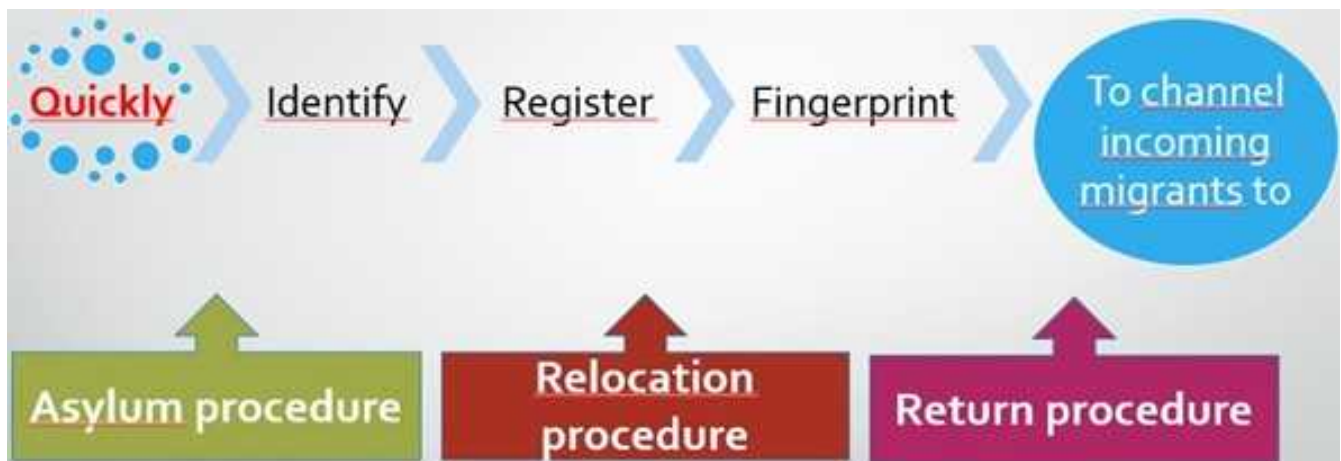 Quickly
Identify
Register
Fingerprint
To channel
incoming
migrants to
Asylum procedure
Relocation
procedure
Return procedure